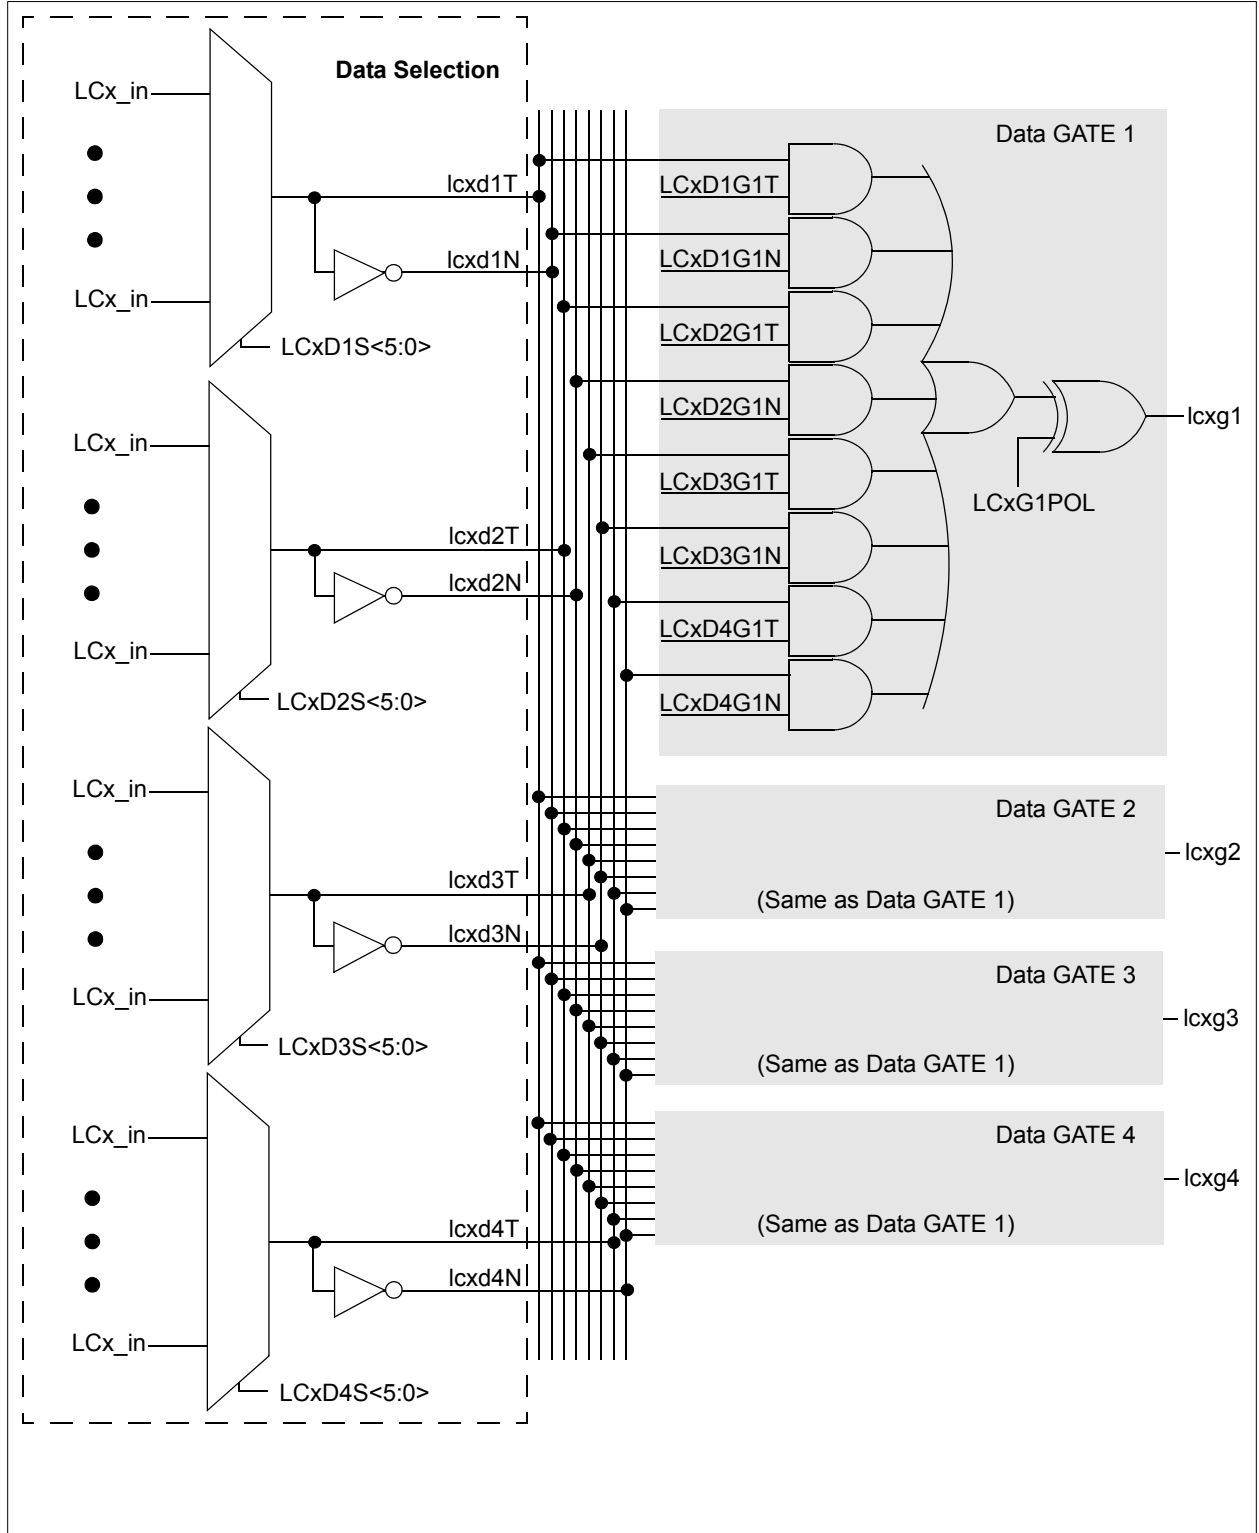 Data Selection
LCx_in
LCx_in
lcxd1T
lcxd1N
LCxD1S<5:0>
LCx_in
LCx_in
lcxd2T
lcxd2N
LCxD2S<5:0>
LCx_in
LCx_in
lcxd3T
lcxd3N
LCxD3S<5:0>
LCx_in
LCx_in
lcxd4T
lcxd4N
LCxD4S<5:0>
Data GATE 1
LCxD1G1T
LCxD1G1N
LCxD2G1T
LCxD2G1N
LCxD3G1T
LCxD3G1N
LCxD4G1T
LCxD4G1N
LCxG1POL
lcxg1
Data GATE 2
(Same as Data GATE 1)
lcxg2
Data GATE 3
(Same as Data GATE 1)
lcxg3
Data GATE 4
(Same as Data GATE 1)
lcxg4